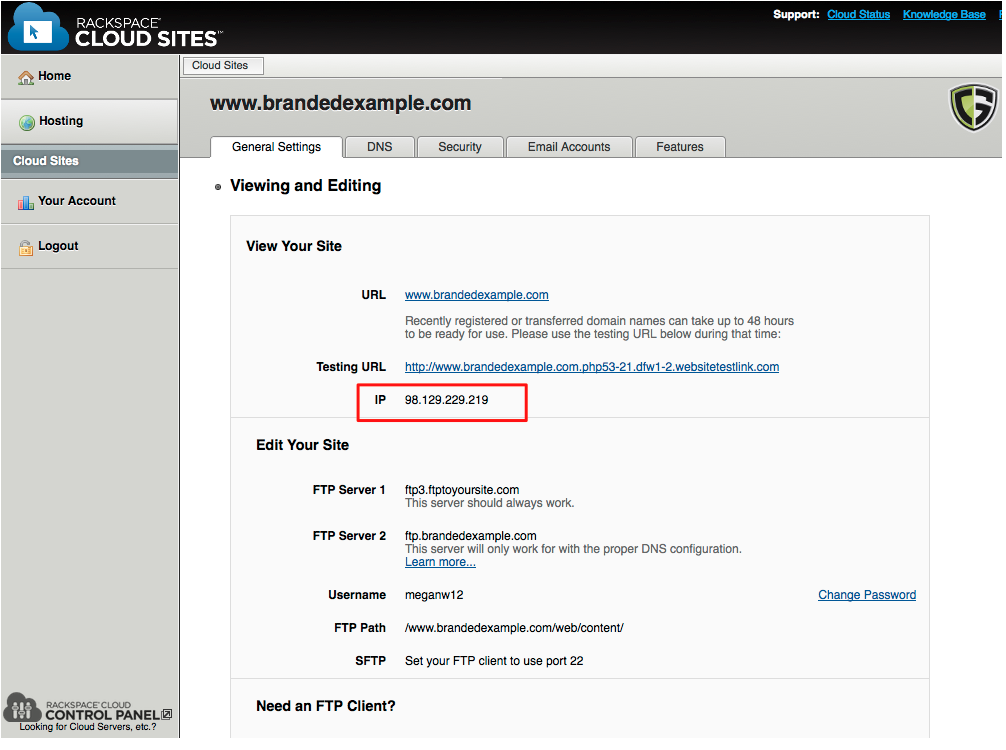 RACKSPACE®
CLOUD SITES™
Support: Cloud Status Knowledge Base
Home
Hosting
Cloud Sites
Your Account
Logout
Cloud Sites
www.brandedexample.com
General Settings DNS Security Email Accounts Features
Viewing and Editing
View Your Site
URL www.brandedexample.com
Recently registered or transferred domain names can take up to 48 hours
to be ready for use. Please use the testing URL below during that time:
Testing URL http://www.brandedexample.com.php53-21.dfw1-2.websitetestlink.com
IP 98.129.229.219
Edit Your Site
FTP Server 1 ftp3.ftptoyoursite.com
This server should always work.
FTP Server 2 ftp.brandedexample.com
This server will only work for with the proper DNS configuration.
Learn more...
Username meganw12 Change Password
FTP Path /www.brandedexample.com/web/content/
SFTP Set your FTP client to use port 22
Need an FTP Client?
RACKSPACE CLOUD
CONTROL PANEL
Looking for Cloud Servers, etc.?